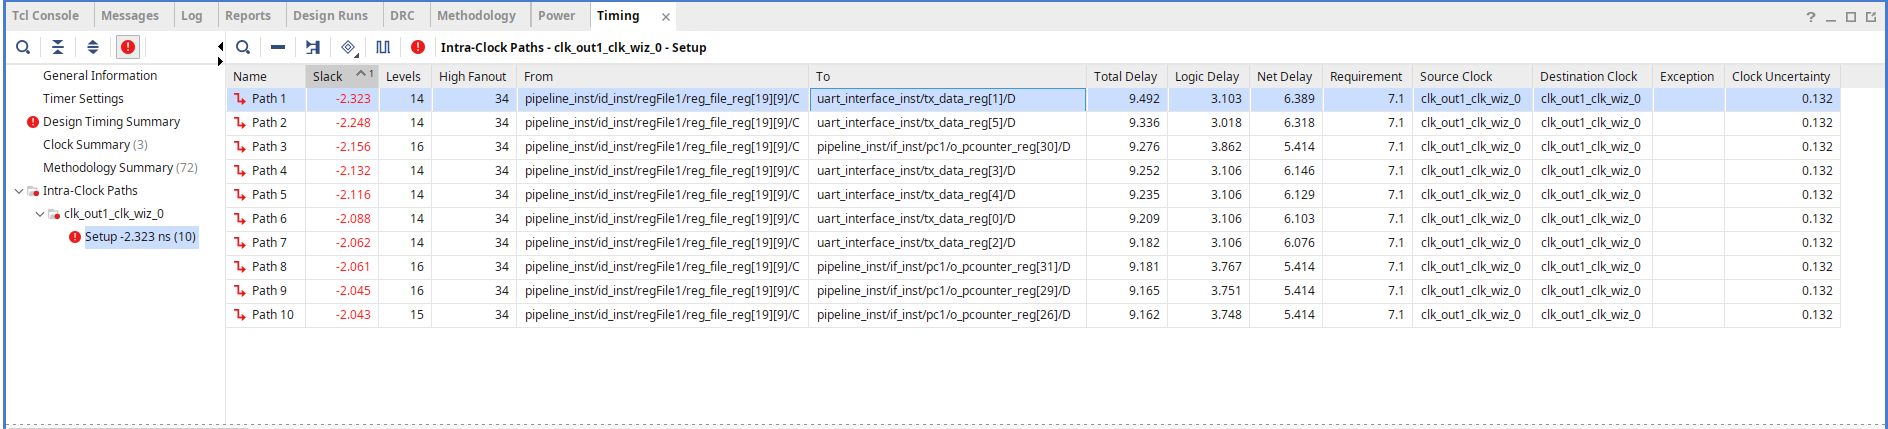 Tcl Console Messages Log Reports Design Runs DRC Methodology Power Timing × ? _
Intra-Clock Paths - clk_out1_clk_wiz_0 - Setup
General Information
Timer Settings
Design Timing Summary
Clock Summary (3)
Methodology Summary (72)
Intra-Clock Paths
clk_out1_clk_wiz_0
Setup -2.323 ns (10)
Name Slack 1 Levels High Fanout From To Total Delay Logic Delay Net Delay Requirement Source Clock Destination Clock Exception Clock Uncertainty
Path 1 -2.323 14 34 pipeline_inst/id_inst/regFile1/reg_file_reg[19][9]/C uart_interface_inst/tx_data_reg[1]/D 9.492 3.103 6.389 7.1 clk_out1_clk_wiz_0 clk_out1_clk_wiz_0 0.132
Path 2 -2.248 14 34 pipeline_inst/id_inst/regFile1/reg_file_reg[19][9]/C uart_interface_inst/tx_data_reg[5]/D 9.336 3.018 6.318 7.1 clk_out1_clk_wiz_0 clk_out1_clk_wiz_0 0.132
Path 3 -2.156 16 34 pipeline_inst/id_inst/regFile1/reg_file_reg[19][9]/C pipeline_inst/if_inst/pc1/o_pcounter_reg[30]/D 9.276 3.862 5.414 7.1 clk_out1_clk_wiz_0 clk_out1_clk_wiz_0 0.132
Path 4 -2.132 14 34 pipeline_inst/id_inst/regFile1/reg_file_reg[19][9]/C uart_interface_inst/tx_data_reg[3]/D 9.252 3.106 6.146 7.1 clk_out1_clk_wiz_0 clk_out1_clk_wiz_0 0.132
Path 5 -2.116 14 34 pipeline_inst/id_inst/regFile1/reg_file_reg[19][9]/C uart_interface_inst/tx_data_reg[4]/D 9.235 3.106 6.129 7.1 clk_out1_clk_wiz_0 clk_out1_clk_wiz_0 0.132
Path 6 -2.088 14 34 pipeline_inst/id_inst/regFile1/reg_file_reg[19][9]/C uart_interface_inst/tx_data_reg[0]/D 9.209 3.106 6.103 7.1 clk_out1_clk_wiz_0 clk_out1_clk_wiz_0 0.132
Path 7 -2.062 14 34 pipeline_inst/id_inst/regFile1/reg_file_reg[19][9]/C uart_interface_inst/tx_data_reg[2]/D 9.182 3.106 6.076 7.1 clk_out1_clk_wiz_0 clk_out1_clk_wiz_0 0.132
Path 8 -2.061 16 34 pipeline_inst/id_inst/regFile1/reg_file_reg[19][9]/C pipeline_inst/if_inst/pc1/o_pcounter_reg[31]/D 9.181 3.767 5.414 7.1 clk_out1_clk_wiz_0 clk_out1_clk_wiz_0 0.132
Path 9 -2.045 16 34 pipeline_inst/id_inst/regFile1/reg_file_reg[19][9]/C pipeline_inst/if_inst/pc1/o_pcounter_reg[29]/D 9.165 3.751 5.414 7.1 clk_out1_clk_wiz_0 clk_out1_clk_wiz_0 0.132
Path 10 -2.043 15 34 pipeline_inst/id_inst/regFile1/reg_file_reg[19][9]/C pipeline_inst/if_inst/pc1/o_pcounter_reg[26]/D 9.162 3.748 5.414 7.1 clk_out1_clk_wiz_0 clk_out1_clk_wiz_0 0.132